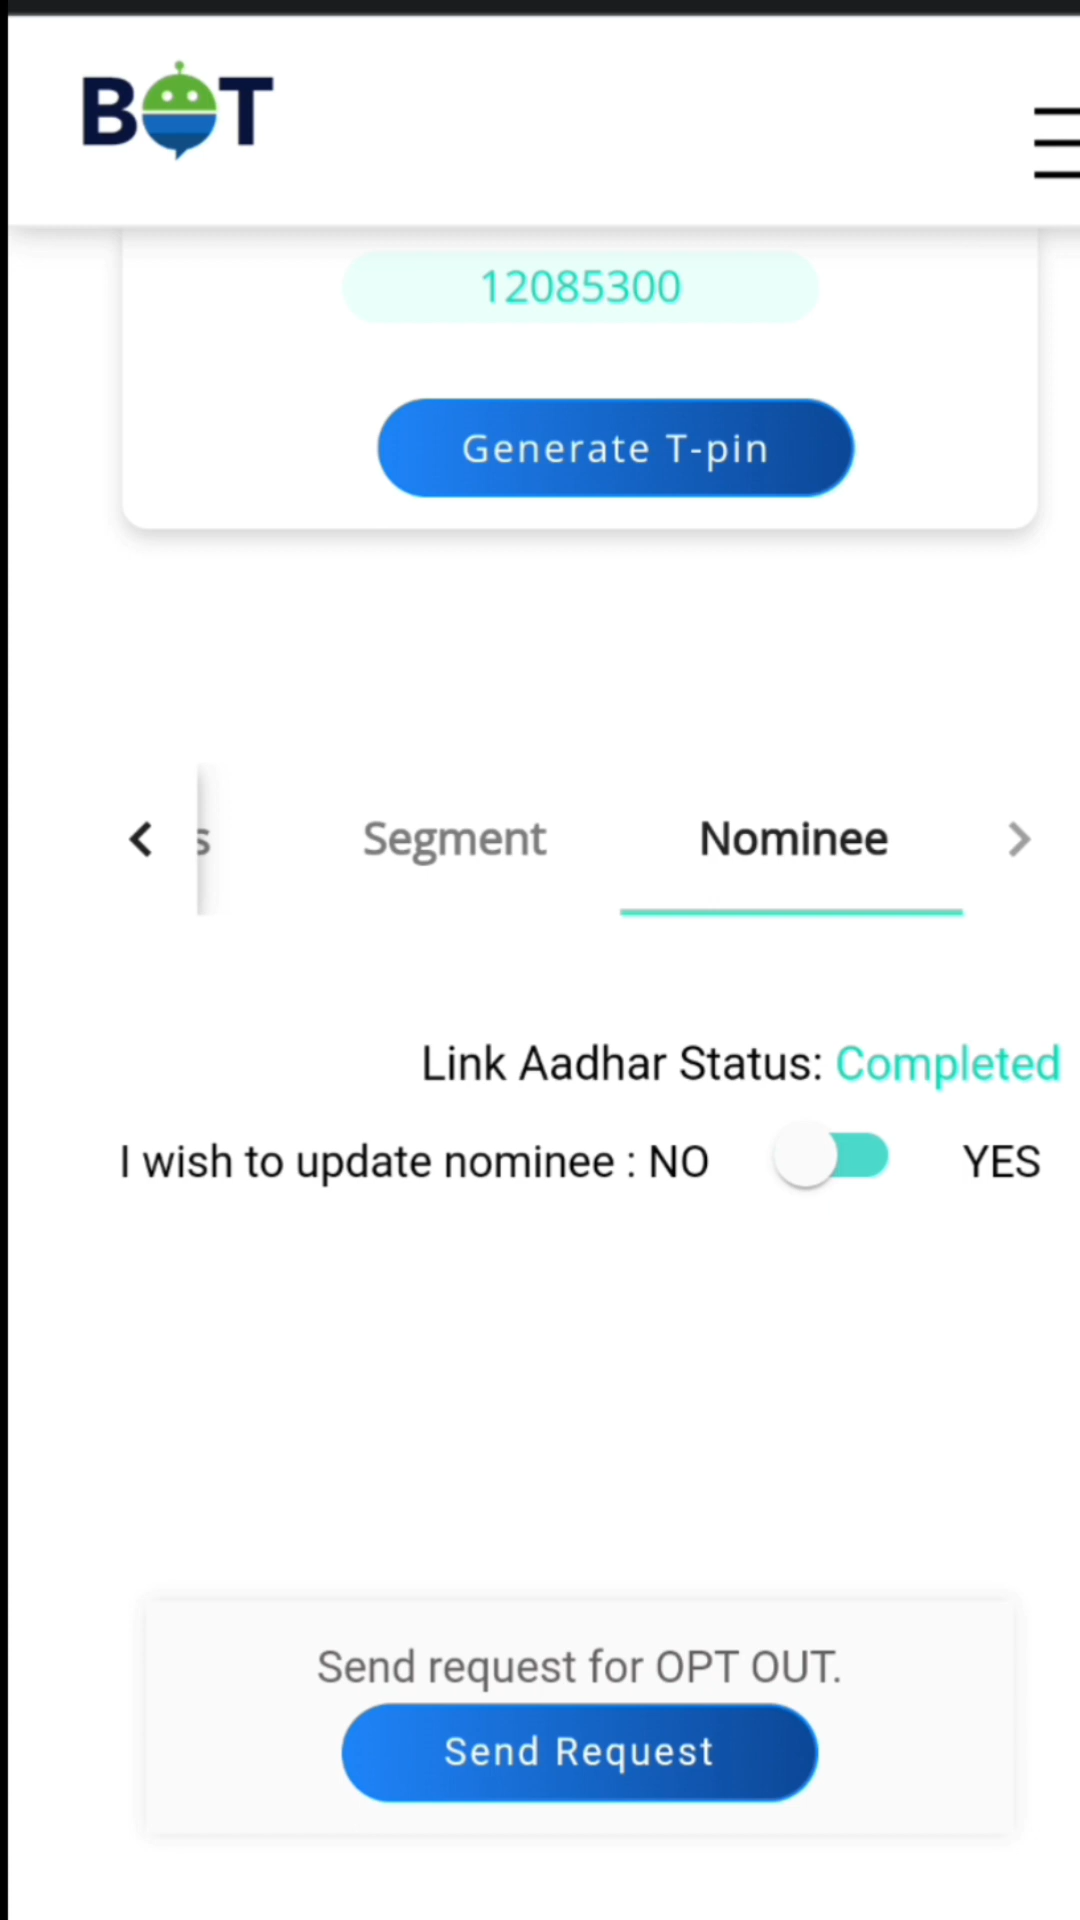 BOT
12085300
Generate T-pin
s Segment Nominee
Link Aadhar Status: Completed
I wish to update nominee : NO YES
Send request for OPT OUT.
Send Request